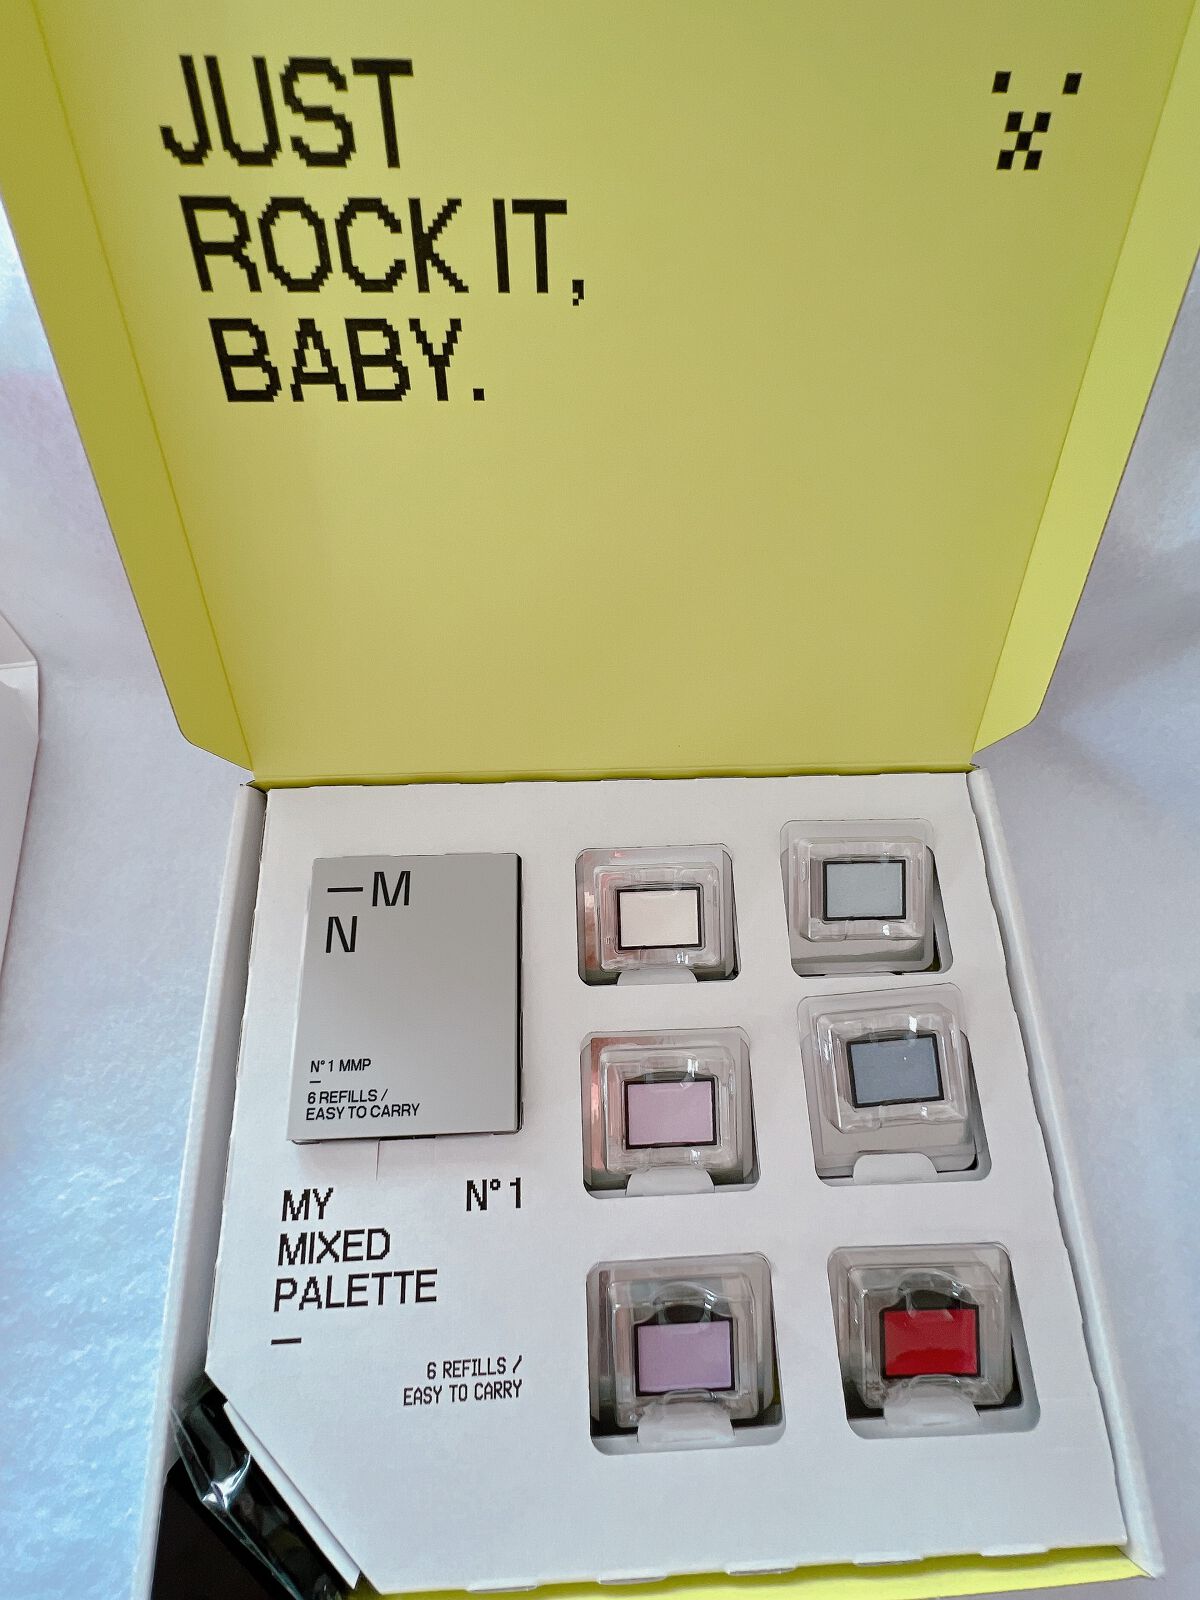 JUST
ROCK IT,
BABY.
—M
N
N° 1 MMP
—
6 REFILLS /
EASY TO CARRY
MY N° 1
MIXED
PALETTE
—
6 REFILLS /
EASY TO CARRY